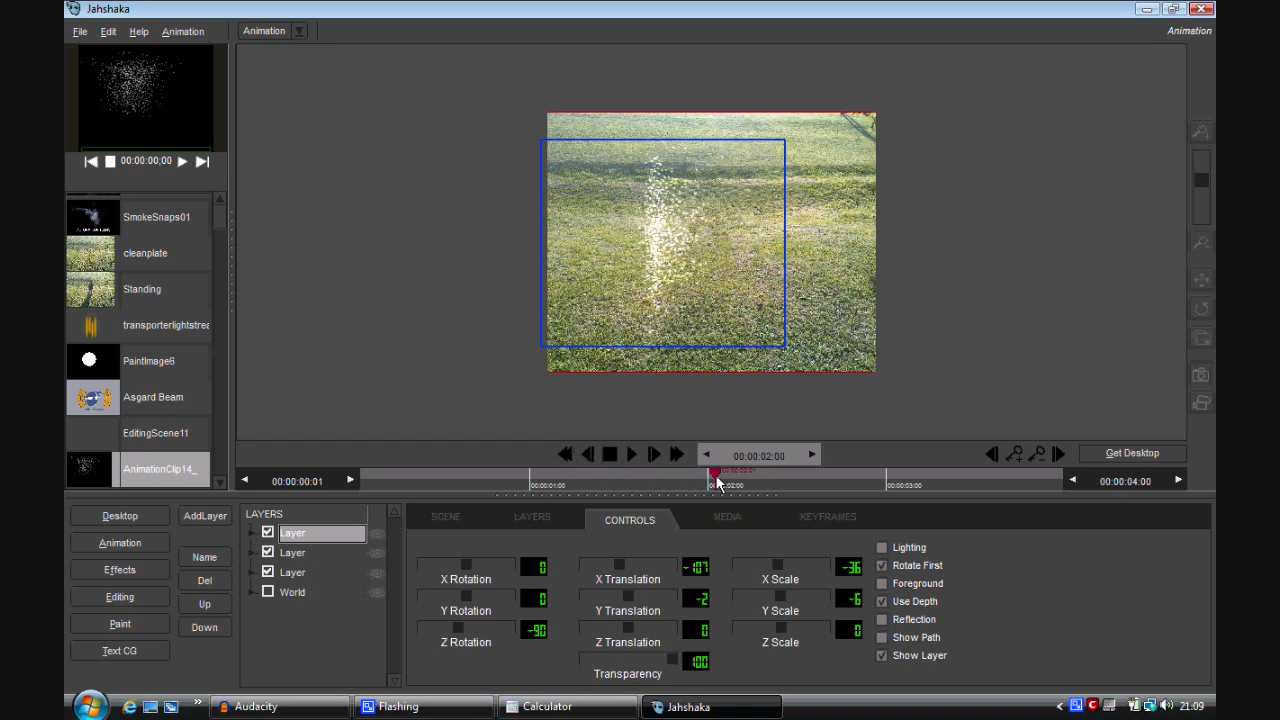 Jahshaka
File Edit Help Animation
Animation
Animation
00:00:00;00
SmokeSnaps01
cleanplate
Standing
transporterlightstrea
PaintImage6
Asgard Beam
EditingScene11
AnimationClip14_
00:00:02:00
Get Desktop
00:00:00:01
00:00:01:00
00:00:02:00
00:00:03:00
00:00:04:00
Desktop
Animation
Effects
Editing
Paint
Text CG
AddLayer
Name
Del
Up
Down
LAYERS
Layer
Layer
Layer
World
SCENE LAYERS CONTROLS MEDIA KEYFRAMES
X Rotation 0
Y Rotation 0
Z Rotation -90
X Translation -107
Y Translation -2
Z Translation 0
Transparency 100
X Scale -36
Y Scale -6
Z Scale 0
Lighting
Rotate First
Foreground
Use Depth
Reflection
Show Path
Show Layer
Audacity
Flashing
Calculator
Jahshaka
21:09